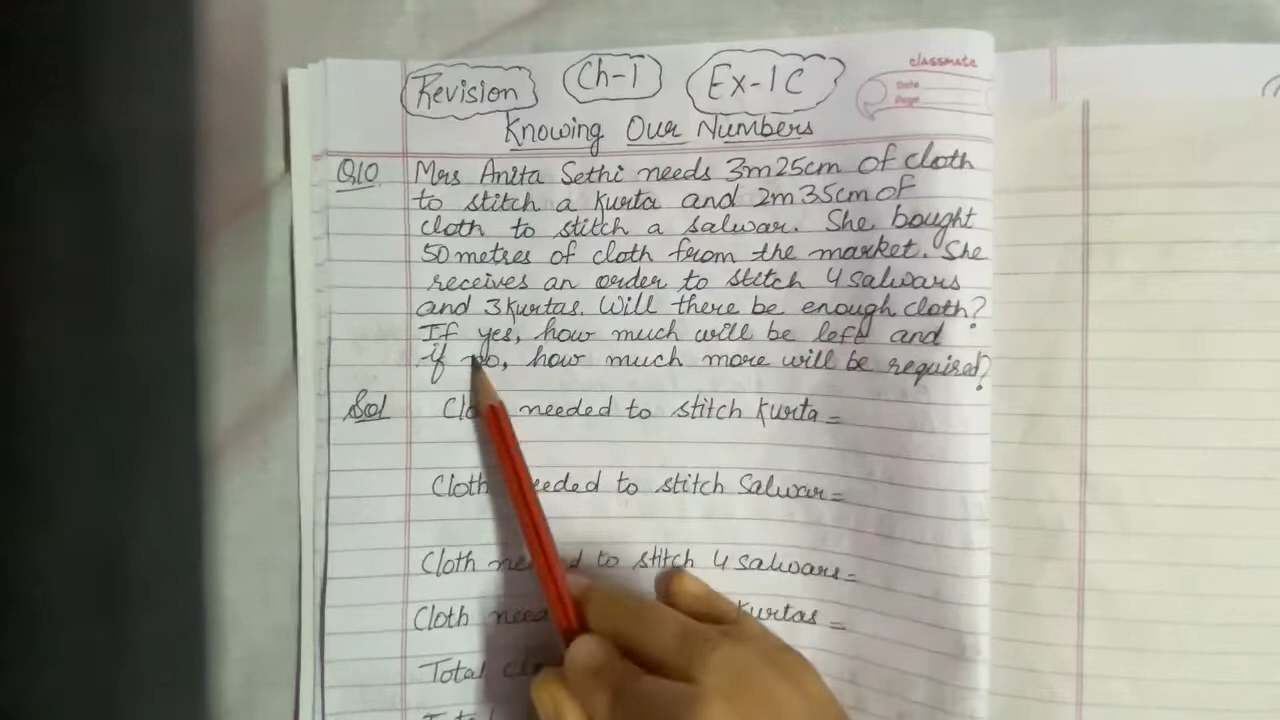 Revision Ch-1 Ex-1C
classmate
Date
Page
Knowing Our Numbers
Q10 Mrs Anita Sethi needs 3m25cm of cloth
to stitch a kurta and 2m35cm of
cloth to stitch a salwar. She bought
50 metres of cloth from the market. She
receives an order to stitch 4 salwars
and 3 kurtas. Will there be enough cloth?
If yes, how much will be left and
if no, how much more will be required?
Sol Cloth needed to stitch Kurta =
Cloth needed to stitch Salwar =
Cloth needed to stitch 4 salwars =
Cloth kurtas =
Total
Total